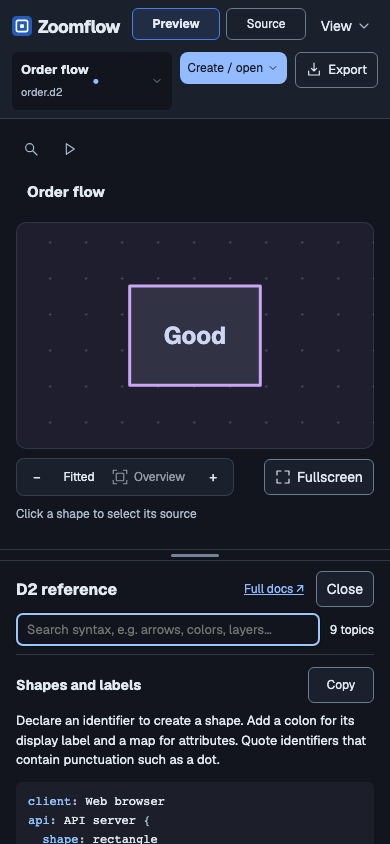 Zoomflow
Preview
Source
View
Order flow
order.d2
Create / open
Export
Order flow
Good
−
Fitted
Overview
+
Fullscreen
Click a shape to select its source
D2 reference
Full docs ↗
Close
Search syntax, e.g. arrows, colors, layers...
9 topics
Shapes and labels
Copy
Declare an identifier to create a shape. Add a colon for its
display label and a map for attributes. Quote identifiers that
contain punctuation such as a dot.
client: Web browser
api: API server {
  shape: rectangle